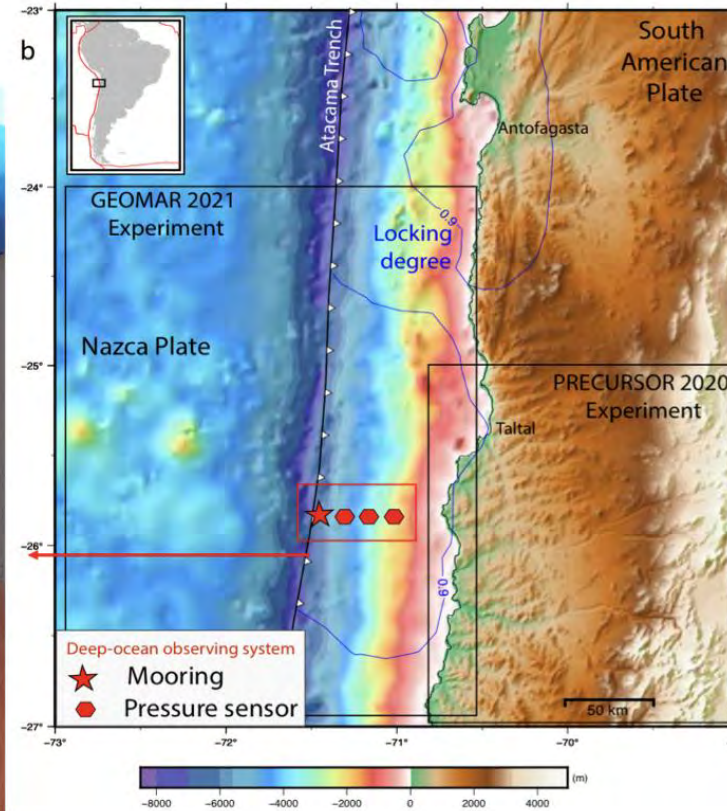 b
-23°
South
American
Plate
Atacama Trench
Antofagasta
-24°
GEOMAR 2021
Experiment
0.9
Locking
degree
-25°
Nazca Plate
PRECURSOR 2020
Experiment
Taltal
-26°
0.9
Deep-ocean observing system
Mooring
Pressure sensor
50 km
-27°
-73°
-72°
-71°
-70°
(m)
-8000
-6000
-4000
-2000
0
2000
4000